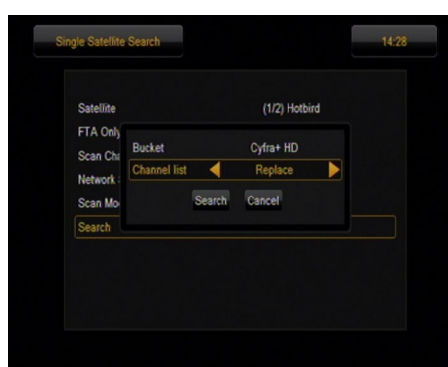 Single Satellite Search 14:28
Satellite (1/2) Hotbird
FTA Only
Scan Cha
Bucket Cyfra+ HD
Channel list Replace
Network
Scan Mo
Search Cancel
Search